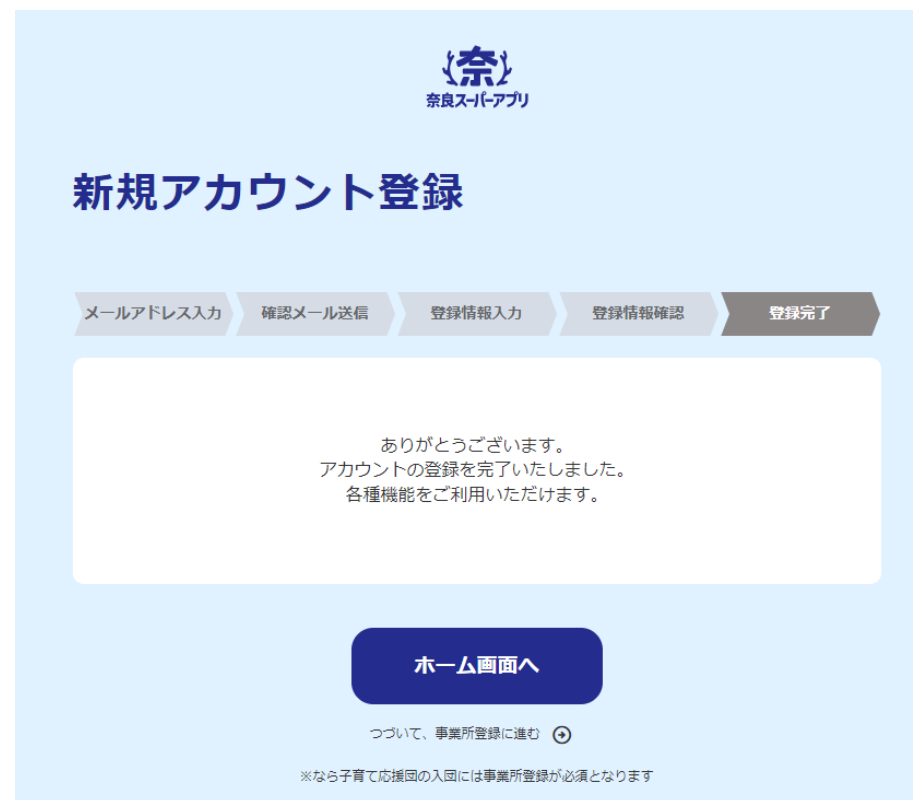 奈
奈良スーパーアプリ
新規アカウント登録
メールアドレス入力 確認メール送信 登録情報入力 登録情報確認 登録完了
ありがとうございます。
アカウントの登録を完了いたしました。
各種機能をご利用いただけます。
ホーム画面へ
つづいて、事業所登録に進む
※なら子育て応援団の入団には事業所登録が必須となります